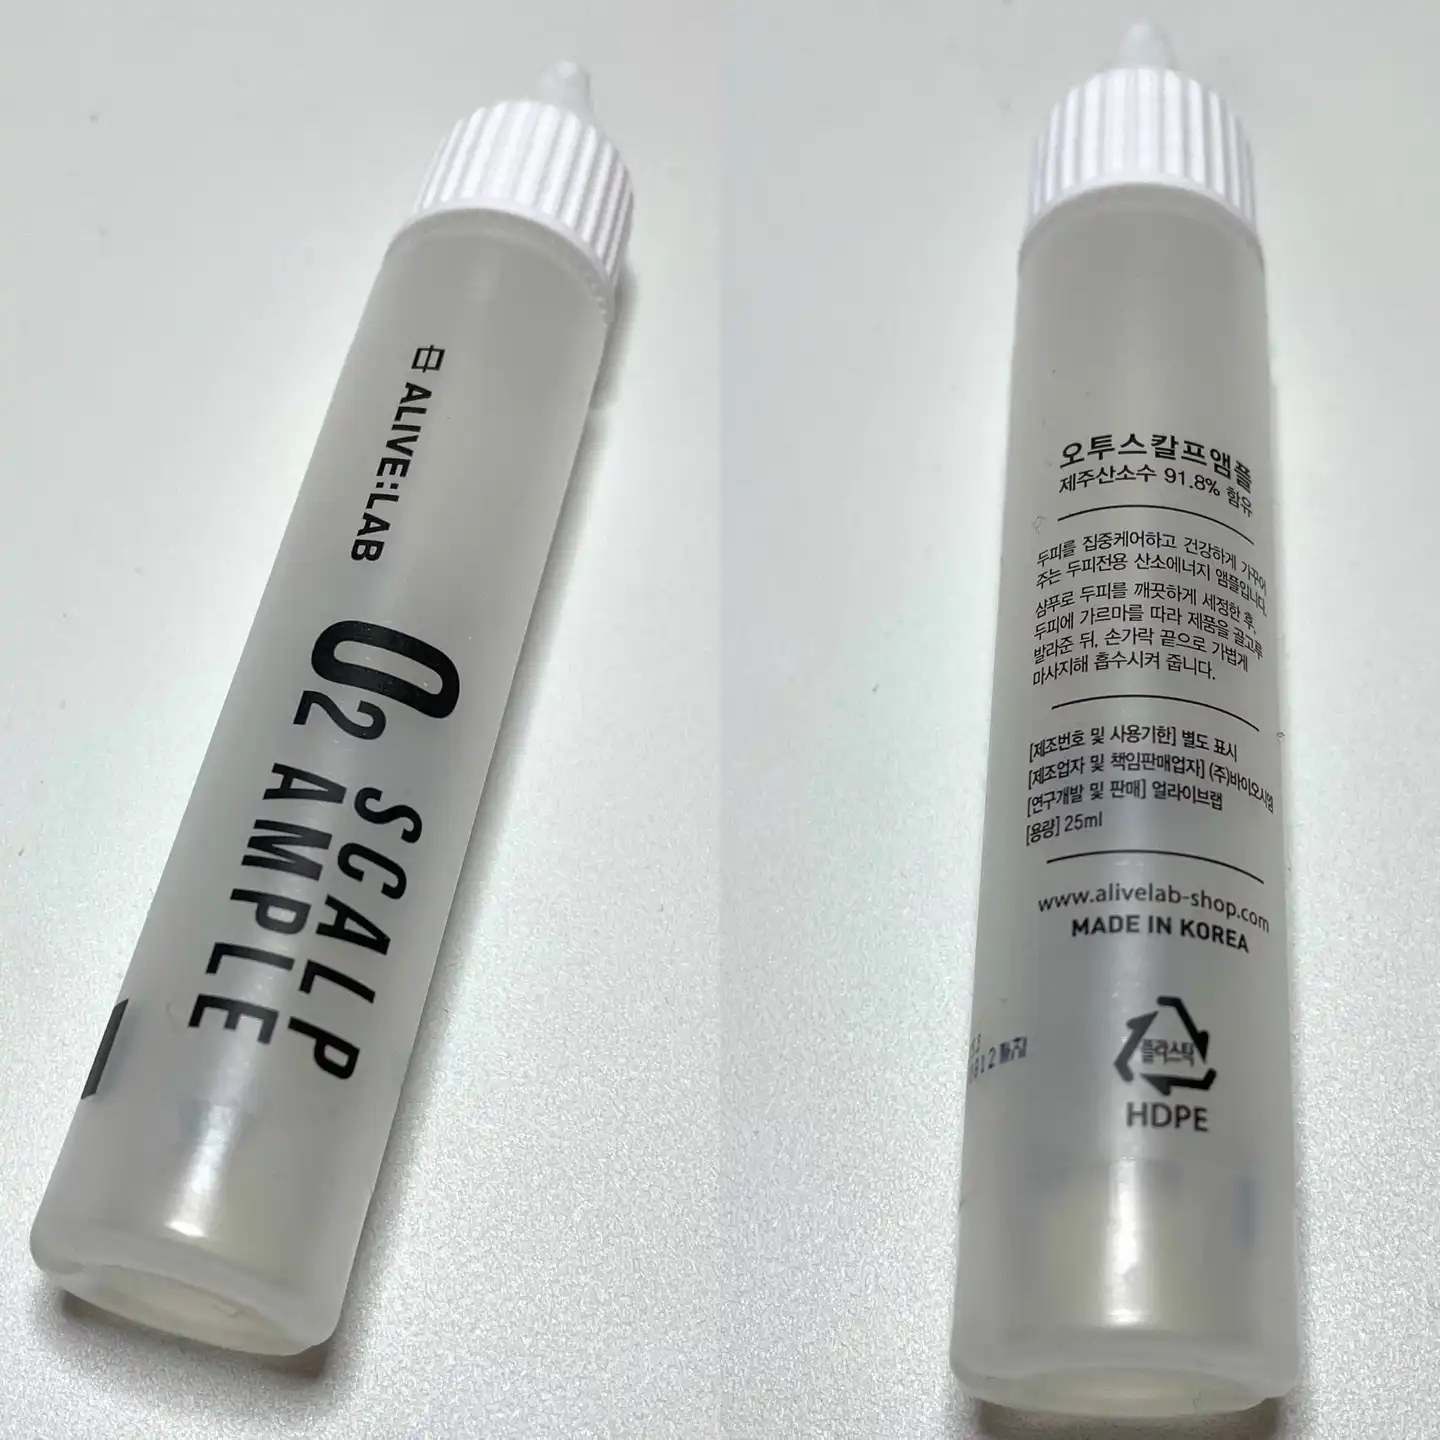 ALIVE:LAB
O2 SCALP
AMPLE
오투스칼프앰플
제주산소수 91.8% 함유
두피를 집중케어하고 건강하게 가꾸어
주는 두피전용 산소에너지 앰플입니다.
샴푸로 두피를 깨끗하게 세정한 후,
두피에 가르마를 따라 제품을 골고루
발라준 뒤, 손가락 끝으로 가볍게
마사지해 흡수시켜 줍니다.
[제조번호 및 사용기한] 별도 표시
[제조업자 및 책임판매업자] (주)바이오시엠
[연구개발 및 판매] 얼라이브랩
[용량] 25ml
www.alivelab-shop.com
MADE IN KOREA
플라스틱
HDPE